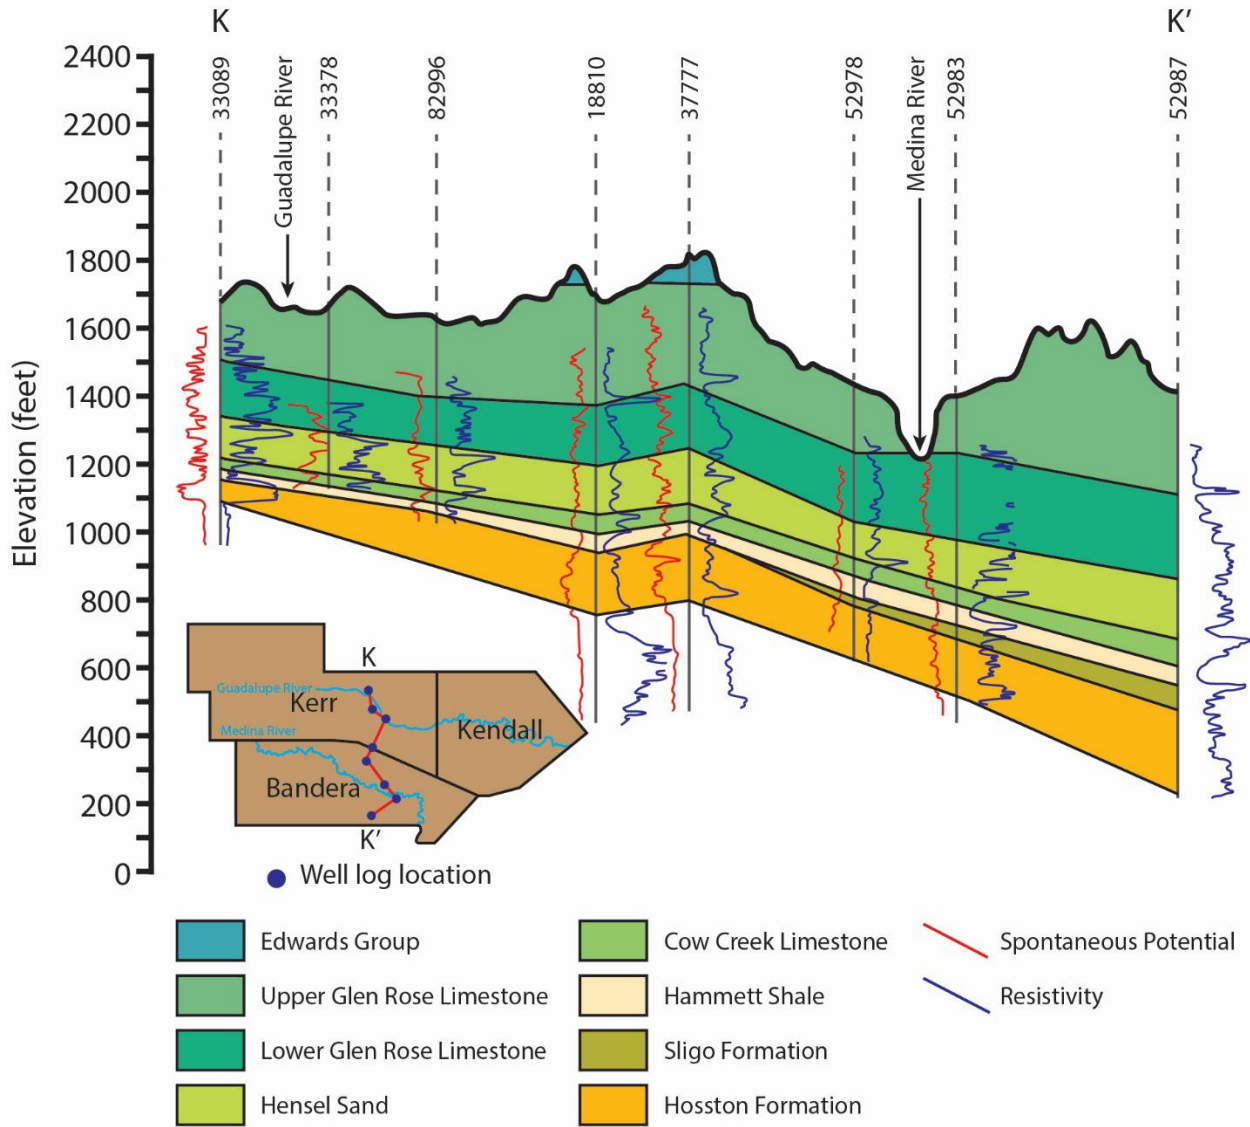 K
K′
33089
Guadalupe River
33378
82996
18810
37777
52978
Medina River
52983
52987
Elevation (feet)
2400
2200
2000
1800
1600
1400
1200
1000
800
600
400
200
0
K
Guadalupe River
Kerr
Kendall
Medina River
Bandera
K′
Well log location
Edwards Group
Upper Glen Rose Limestone
Lower Glen Rose Limestone
Hensel Sand
Cow Creek Limestone
Hammett Shale
Sligo Formation
Hosston Formation
Spontaneous Potential
Resistivity